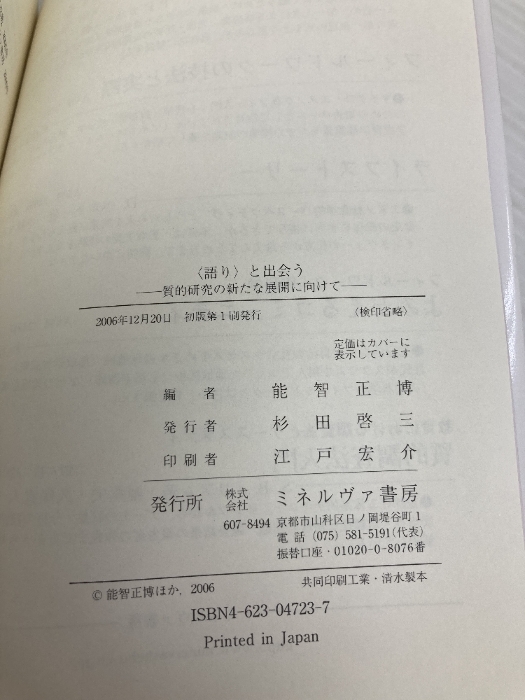 〈語り〉と出会う
──質的研究の新たな展開に向けて──
2006年12月20日 初版第1刷発行 〈検印省略〉
定価はカバーに
表示しています
編者 能智正博
発行者 杉田啓三
印刷者 江戸宏介
発行所 株式会社 ミネルヴァ書房
607-8494 京都市山科区日ノ岡堤谷町1
電話 (075) 581-5191(代表)
振替口座・01020-0-8076番
© 能智正博ほか, 2006 共同印刷工業・清水製本
ISBN4-623-04723-7
Printed in Japan